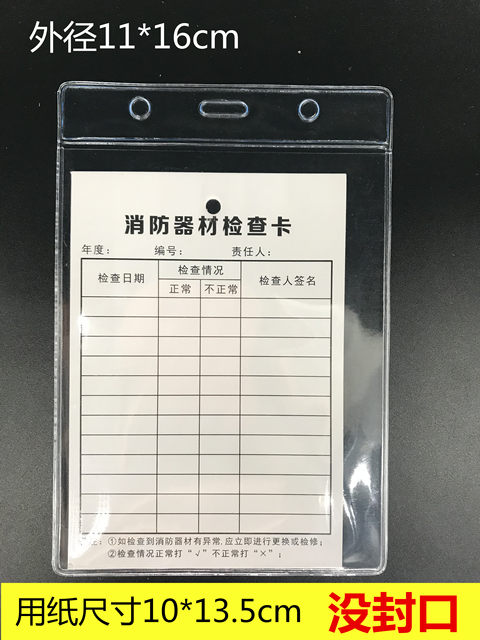 外径11*16cm
消防器材检查卡
年度： 编号： 责任人：
检查日期 检查情况 检查人签名
正常 不正常
注：①如检查到消防器材有异常,应立即进行更换或检修；
②检查情况正常打“√”不正常打“×”；
用纸尺寸10*13.5cm 没封口